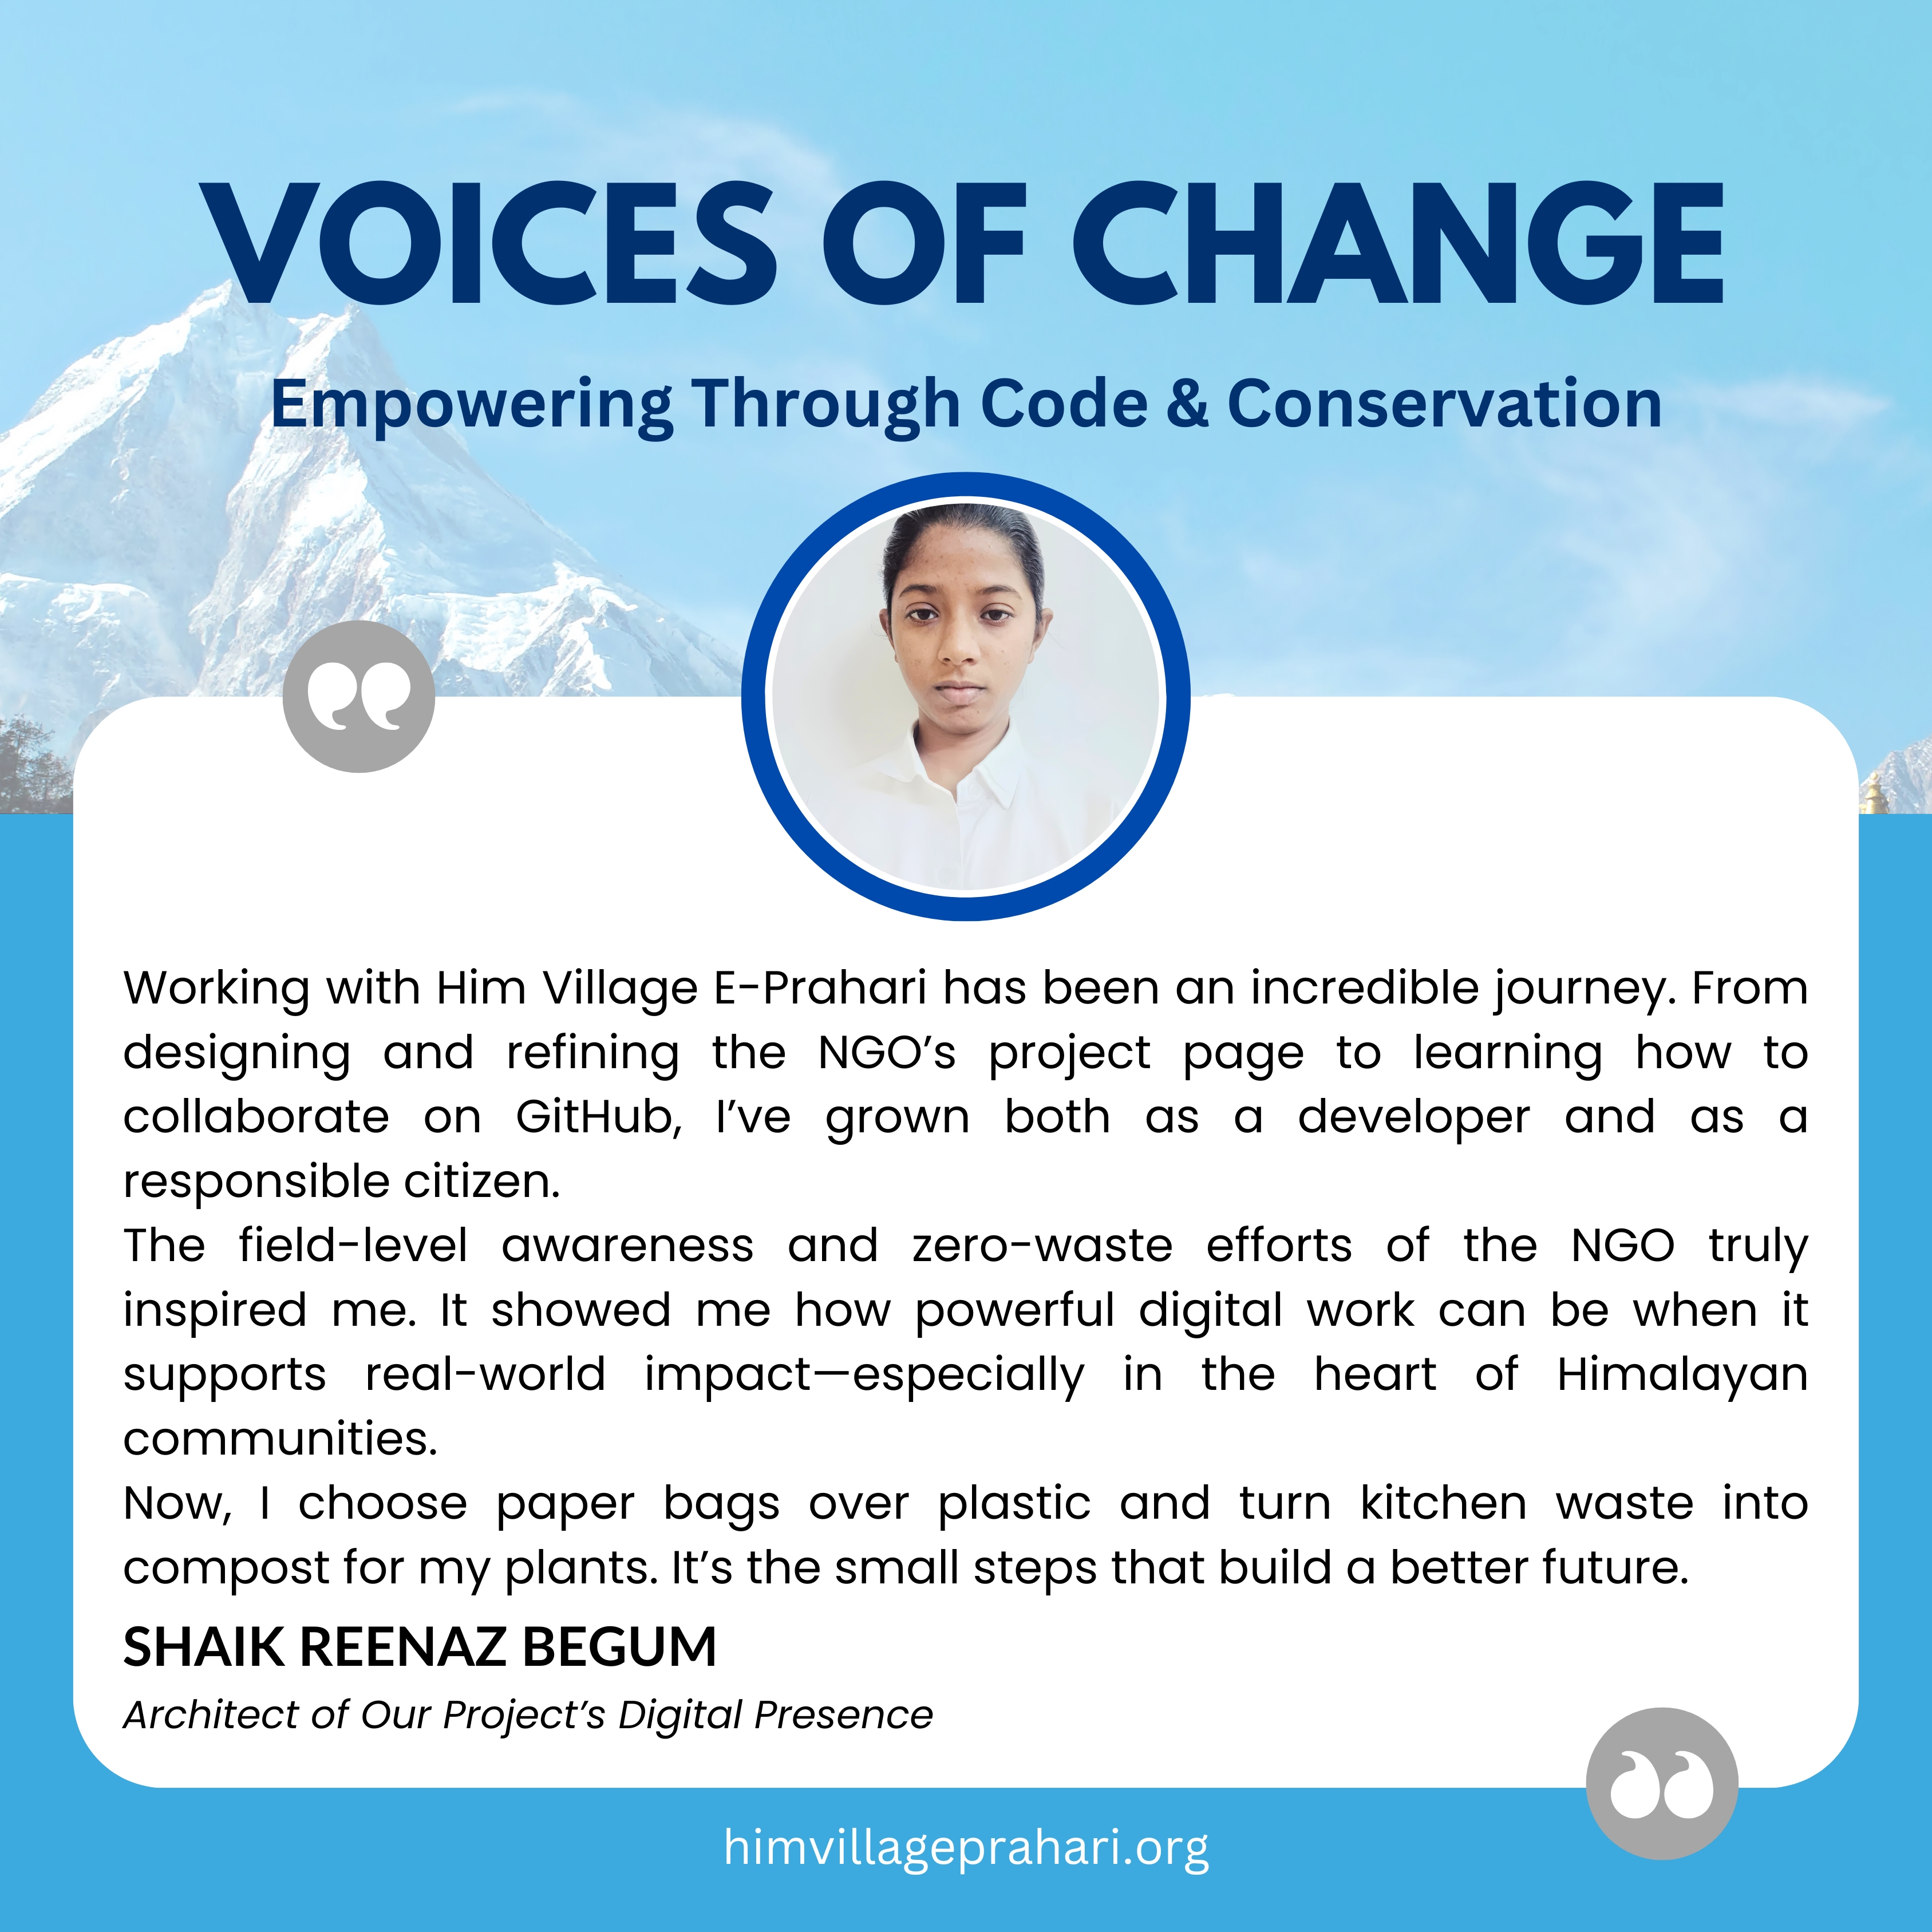 VOICES OF CHANGE
Empowering Through Code & Conservation
Working with Him Village E-Prahari has been an incredible journey. From
designing and refining the NGO’s project page to learning how to
collaborate on GitHub, I’ve grown both as a developer and as a
responsible citizen.
The field-level awareness and zero-waste efforts of the NGO truly
inspired me. It showed me how powerful digital work can be when it
supports real-world impact—especially in the heart of Himalayan
communities.
Now, I choose paper bags over plastic and turn kitchen waste into
compost for my plants. It’s the small steps that build a better future.
SHAIK REENAZ BEGUM
Architect of Our Project’s Digital Presence
himvillageprahari.org